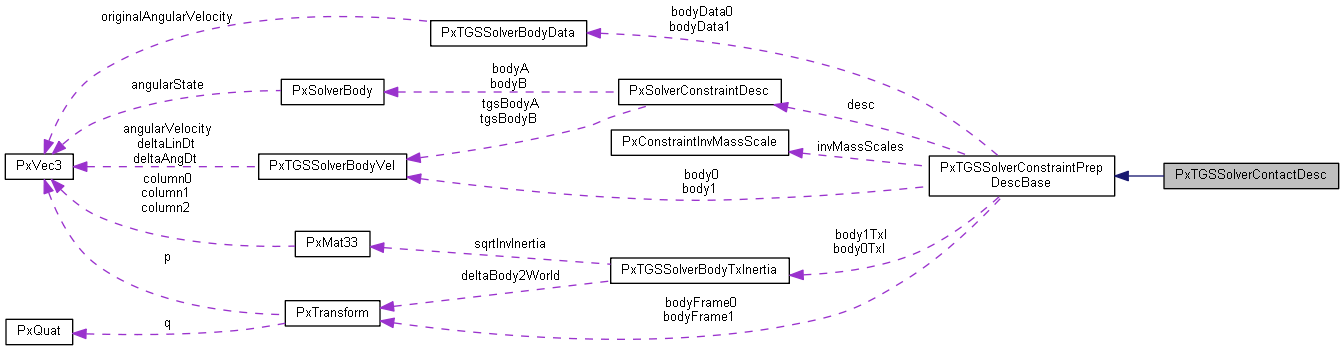 originalAngularVelocity
PxTGSSolverBodyData
bodyData0
bodyData1
angularState
PxSolverBody
bodyA
bodyB
PxSolverConstraintDesc
desc
tgsBodyA
tgsBodyB
angularVelocity
deltaLinDt
deltaAngDt
PxConstraintInvMassScale
invMassScales
PxVec3
PxTGSSolverBodyVel
PxTGSSolverConstraintPrep
DescBase
PxTGSSolverContactDesc
column0
column1
column2
body0
body1
PxMat33
sqrtInvInertia
body1TxI
body0TxI
p
PxTGSSolverBodyTxInertia
deltaBody2World
PxTransform
bodyFrame0
bodyFrame1
PxQuat
q